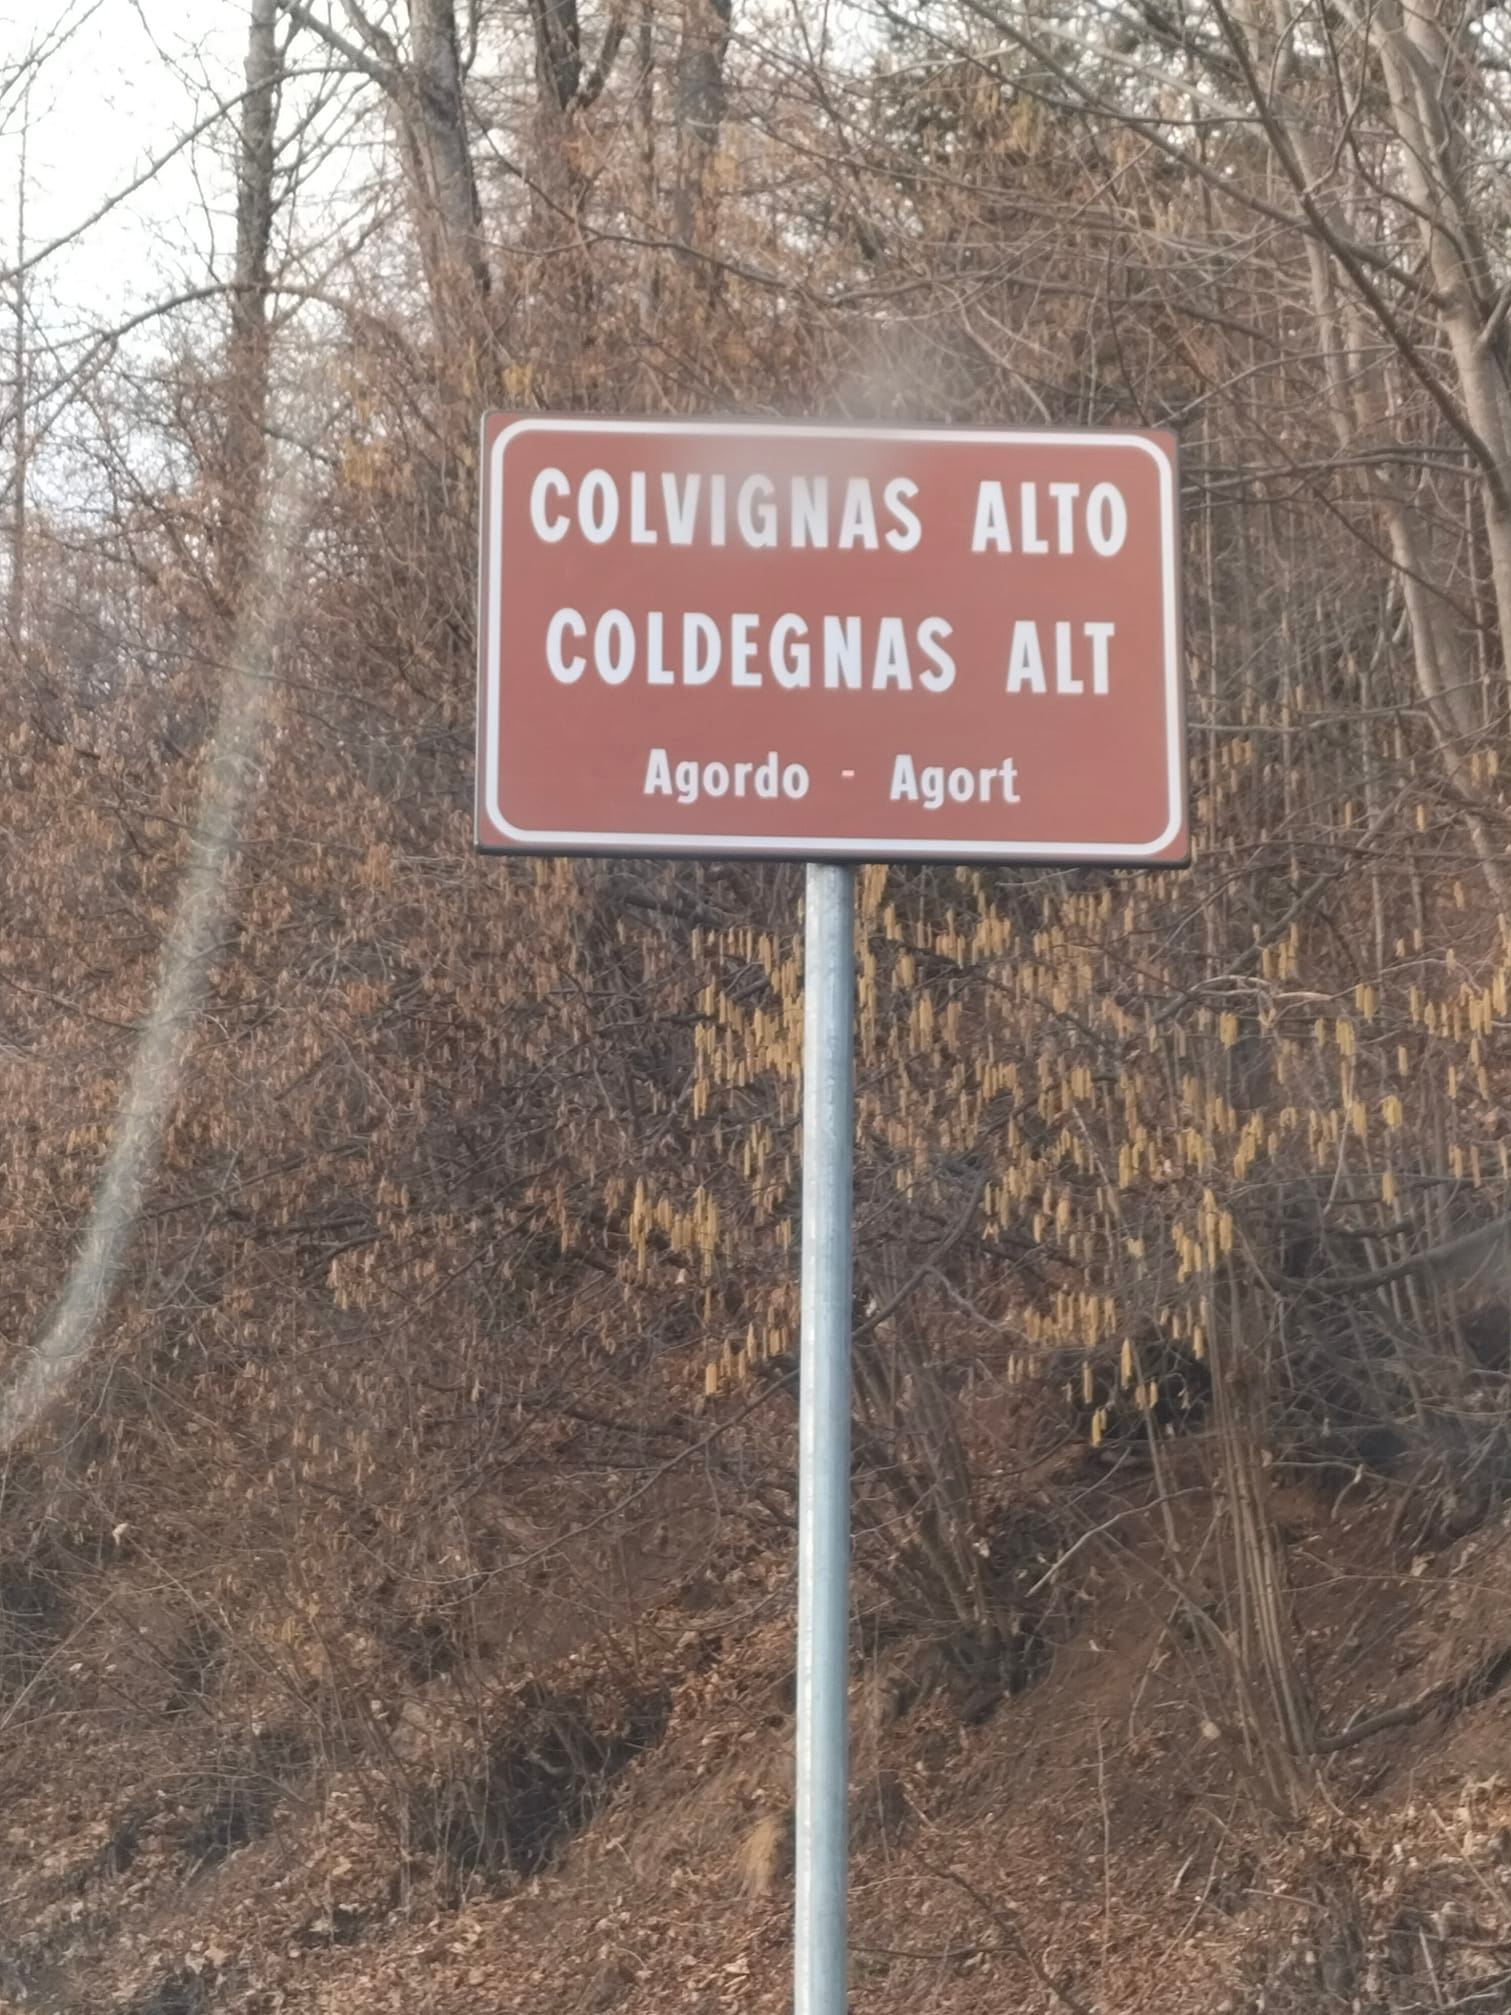 COLVIGNAS ALTO
COLDEGNAS ALT
Agordo - Agort